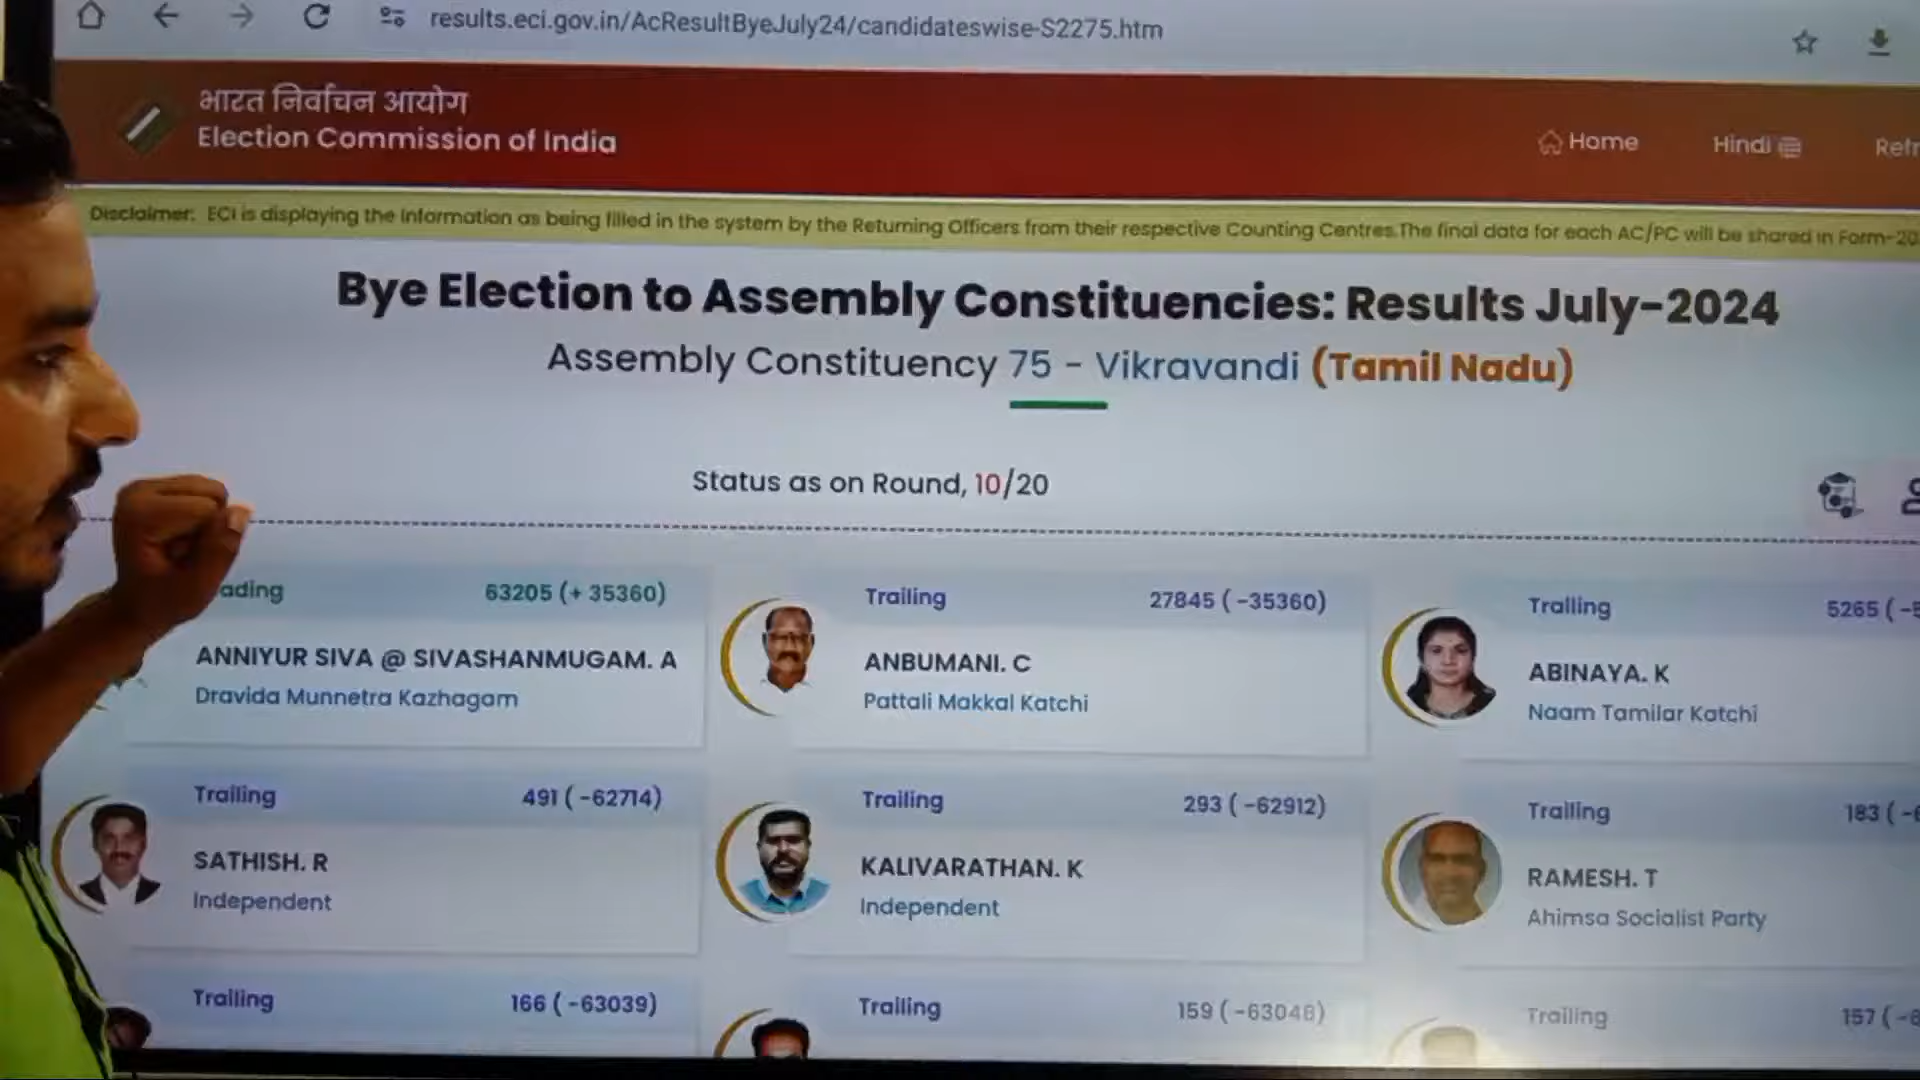 results.eci.gov.in/AcResultByeJuly24/candidateswise-S2275.htm
भारत निर्वाचन आयोग
Election Commission of India
Home Hindi
Disclaimer: ECI is displaying the information as being filled in the system by the Returning Officers from their respective Counting Centres.The final data for each AC/PC will be shared in Form-20
Bye Election to Assembly Constituencies: Results July-2024
Assembly Constituency 75 - Vikravandi (Tamil Nadu)
Status as on Round, 10/20
ading 63205 (+ 35360)
ANNIYUR SIVA @ SIVASHANMUGAM. A
Dravida Munnetra Kazhagam
Trailing 27845 ( -35360)
ANBUMANI. C
Pattali Makkal Katchi
Trailing 5265 ( -5
ABINAYA. K
Naam Tamilar Katchi
Trailing 491 ( -62714)
SATHISH. R
Independent
Trailing 293 ( -62912)
KALIVARATHAN. K
Independent
Trailing 183 ( -6
RAMESH. T
Ahimsa Socialist Party
Trailing 166 ( -63039)
Trailing 159 ( -63046)
Trailing 157 ( -6